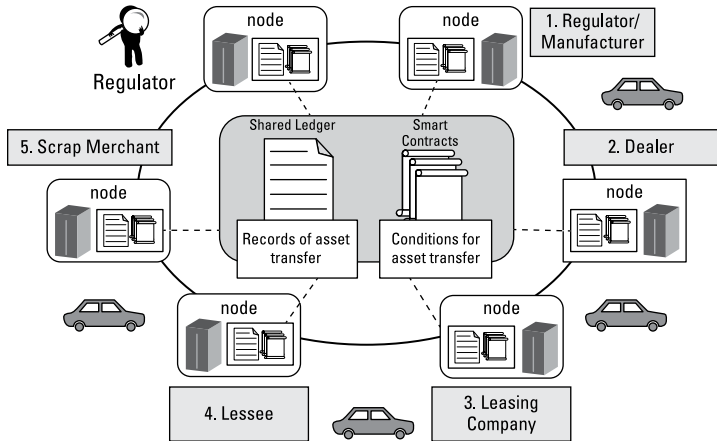 node
node
1. Regulator/
Manufacturer
Regulator
Shared Ledger
Smart
Contracts
5. Scrap Merchant
2. Dealer
node
node
Records of asset
transfer
Conditions for
asset transfer
node
node
4. Lessee
3. Leasing
Company